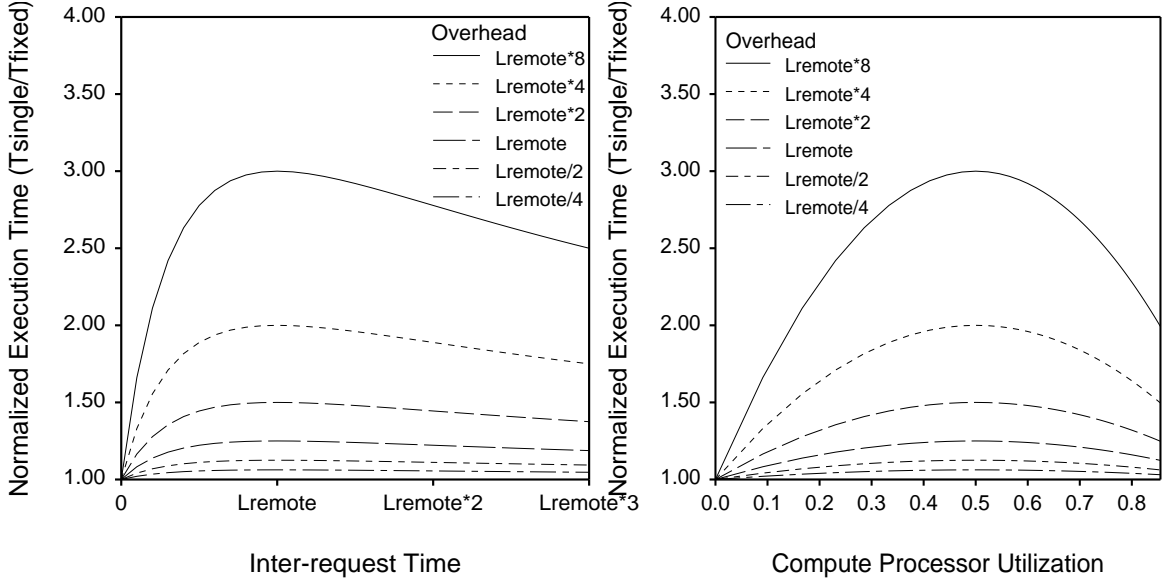 Normalized Execution Time (Tsingle/Tfixed)
4.00
3.50
3.00
2.50
2.00
1.50
1.00
Overhead
Lremote*8
Lremote*4
Lremote*2
Lremote
Lremote/2
Lremote/4
0
Lremote
Lremote*2
Lremote*3
Inter-request Time
Normalized Execution Time (Tsingle/Tfixed)
4.00
3.50
3.00
2.50
2.00
1.50
1.00
Overhead
Lremote*8
Lremote*4
Lremote*2
Lremote
Lremote/2
Lremote/4
0.0
0.1
0.2
0.3
0.4
0.5
0.6
0.7
0.8
Compute Processor Utilization